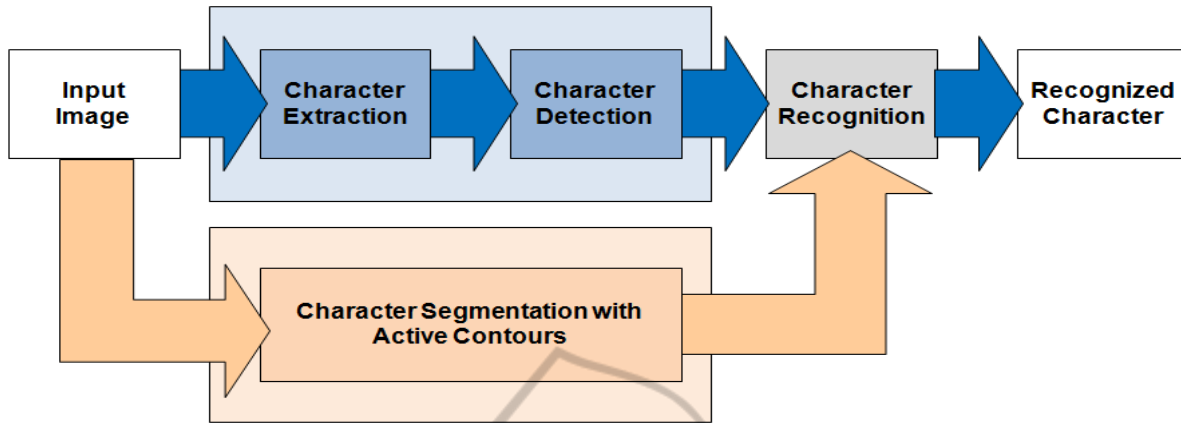 Input
Image
Character
Extraction
Character
Detection
Character
Recognition
Recognized
Character
Character Segmentation with
Active Contours